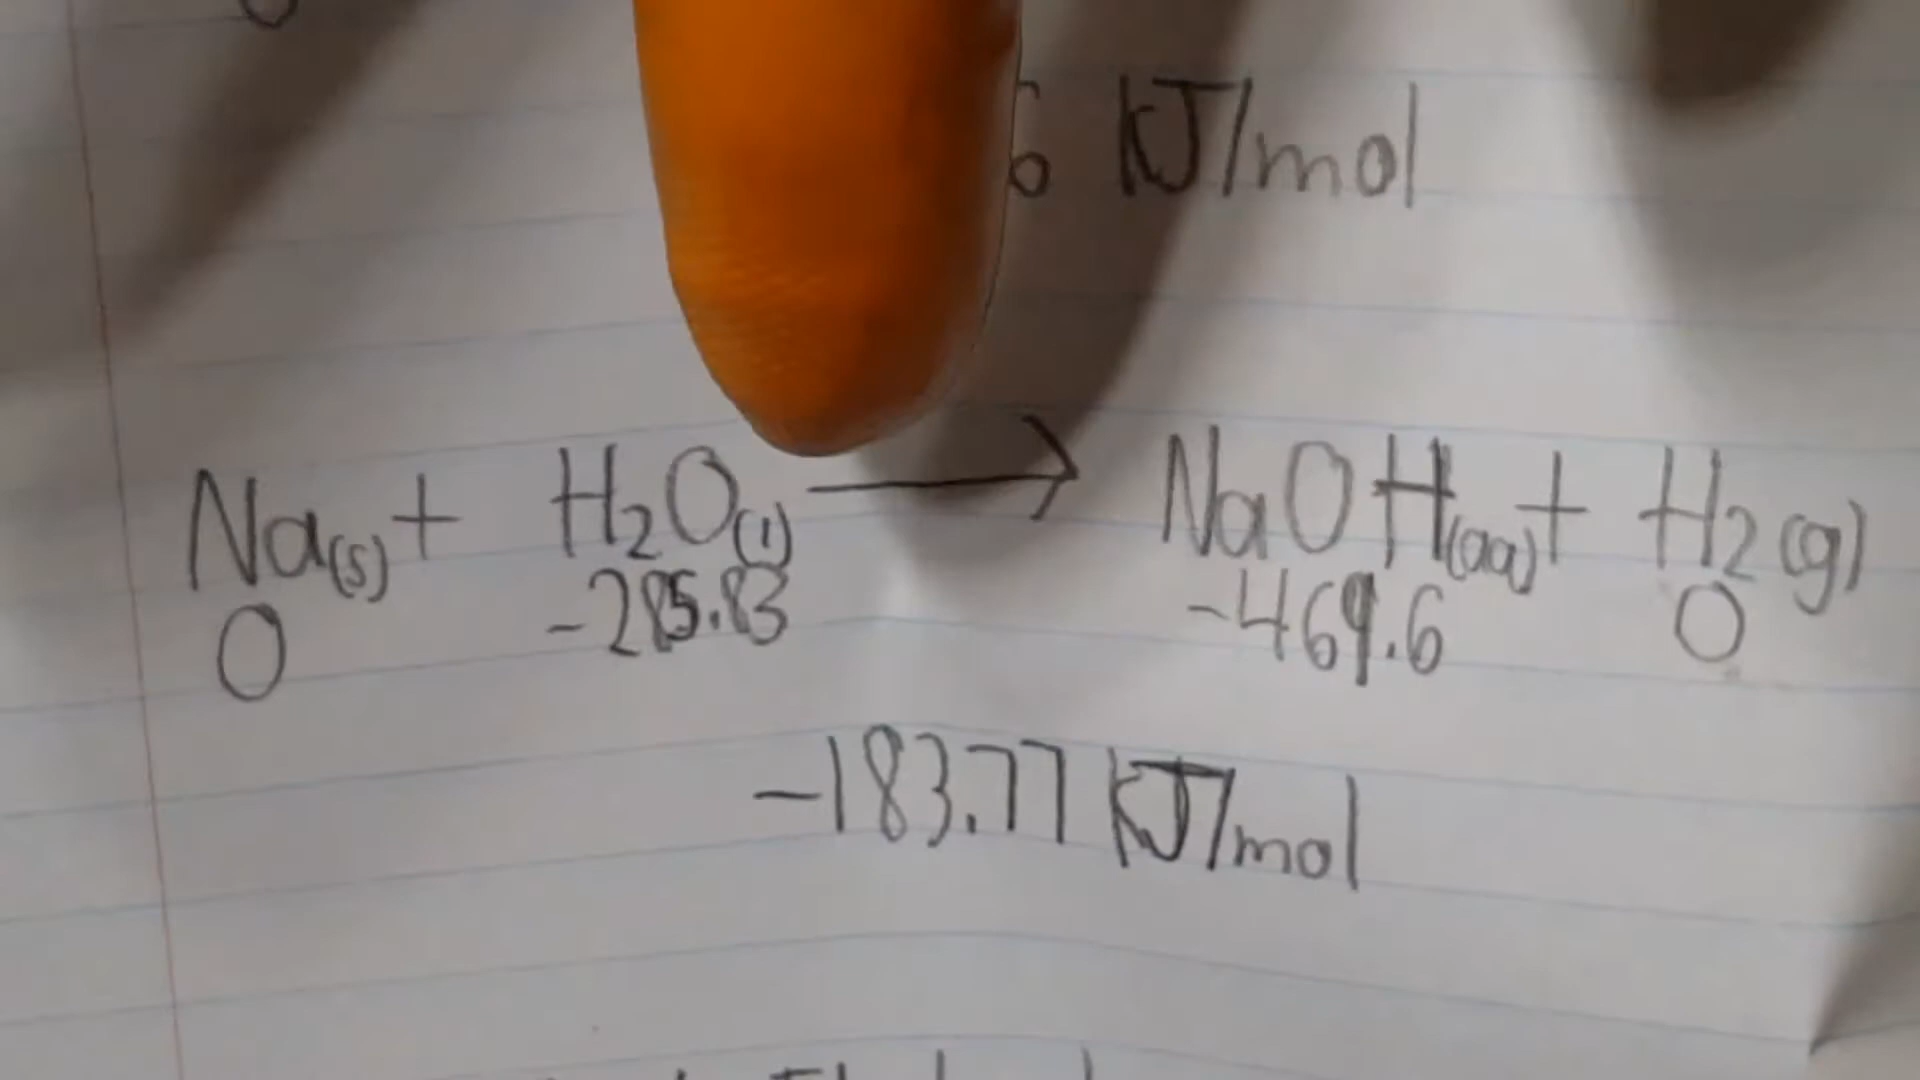 6 kJ/mol
Na(s) + H2O(l) → NaOH(aq) + H2(g)
0 -285.83 -469.6 0
-183.77 kJ/mol